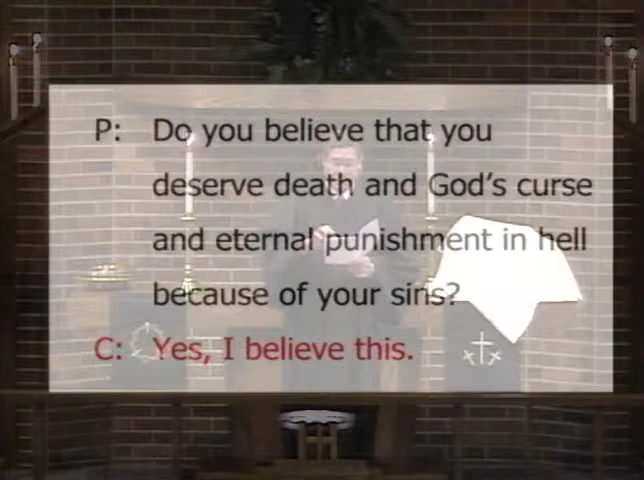 P: Do you believe that you
deserve death and God's curse
and eternal punishment in hell
because of your sins?
C: Yes, I believe this.